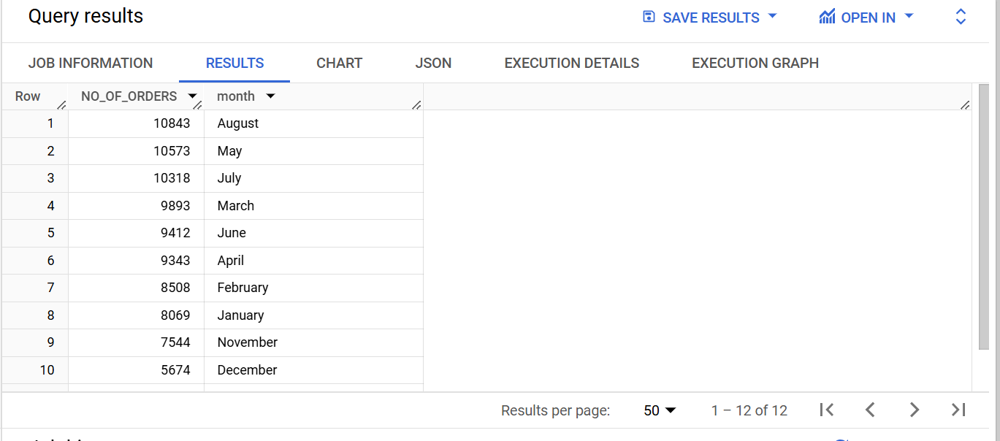 Query results SAVE RESULTS OPEN IN
JOB INFORMATION RESULTS CHART JSON EXECUTION DETAILS EXECUTION GRAPH
Row NO_OF_ORDERS month
1 10843 August
2 10573 May
3 10318 July
4 9893 March
5 9412 June
6 9343 April
7 8508 February
8 8069 January
9 7544 November
10 5674 December
Results per page: 50 1 – 12 of 12